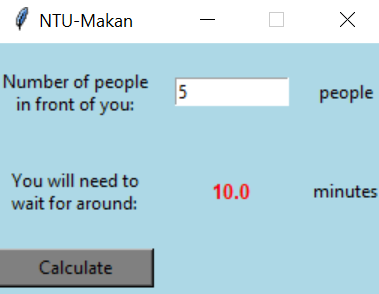 NTU-Makan
Number of people
in front of you:
5
people
You will need to
wait for around:
10.0
minutes
Calculate